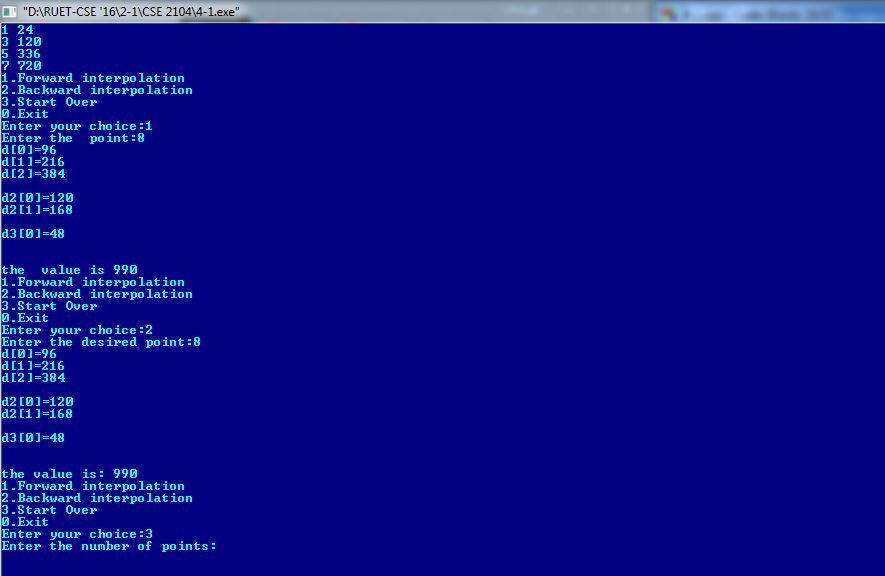 "D:\RUET-CSE '16\2-1\CSE 2104\4-1.exe"
1 24
3 120
5 336
7 720
1.Forward interpolation
2.Backward interpolation
3.Start Over
0.Exit
Enter your choice:1
Enter the  point:8
d[0]=96
d[1]=216
d[2]=384
d2[0]=120
d2[1]=168
d3[0]=48
the  value is 990
1.Forward interpolation
2.Backward interpolation
3.Start Over
0.Exit
Enter your choice:2
Enter the desired point:8
d[0]=96
d[1]=216
d[2]=384
d2[0]=120
d2[1]=168
d3[0]=48
the value is: 990
1.Forward interpolation
2.Backward interpolation
3.Start Over
0.Exit
Enter your choice:3
Enter the number of points: